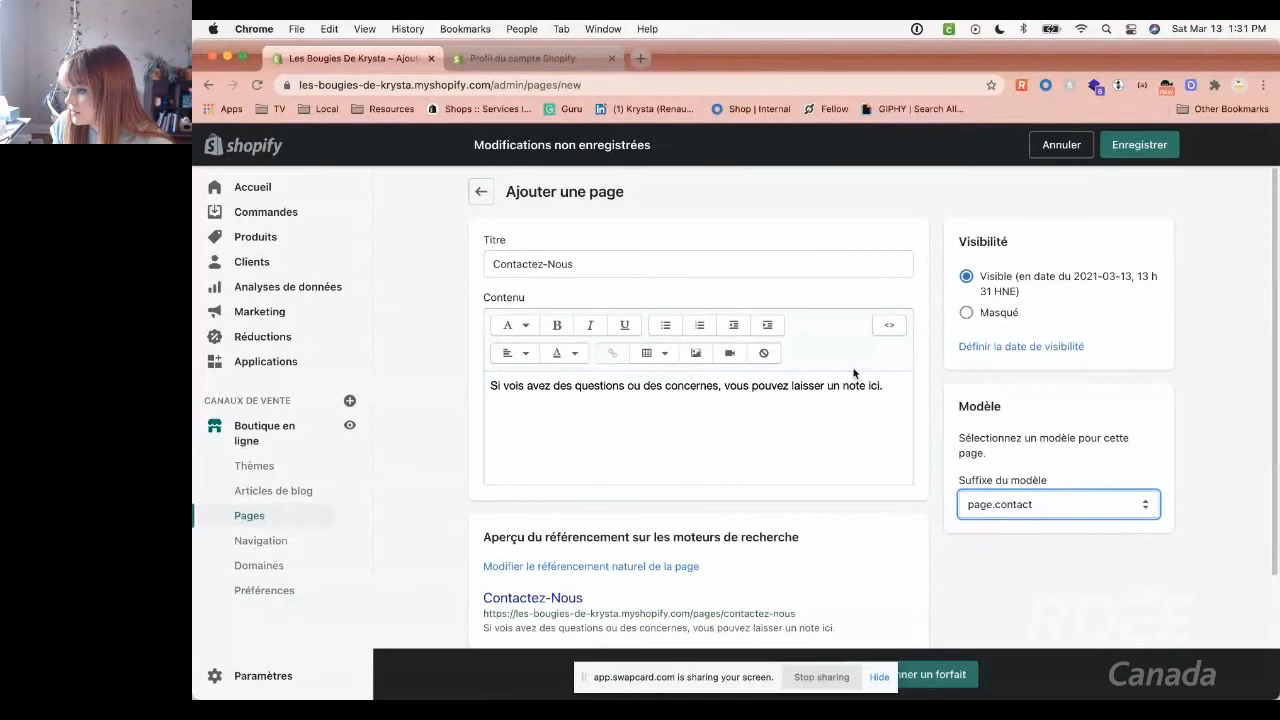 Chrome File Edit View History Bookmarks People Tab Window Help Sat Mar 13 1:31 PM
Les Bougies De Krysta ~ Ajout Profil du compte Shopify
les-bougies-de-krysta.myshopify.com/admin/pages/new
Apps TV Local Resources Shops :: Services I... Guru (1) Krysta (Renau... Shop | Internal Fellow GIPHY | Search All... Other Bookmarks
shopify Modifications non enregistrées Annuler Enregistrer
Accueil
Commandes
Produits
Clients
Analyses de données
Marketing
Réductions
Applications
CANAUX DE VENTE
Boutique en
ligne
Thèmes
Articles de blog
Pages
Navigation
Domaines
Préférences
Paramètres
Ajouter une page
Titre
Contactez-Nous
Contenu
A B I U <>
A
Si vois avez des questions ou des concernes, vous pouvez laisser un note ici.
Aperçu du référencement sur les moteurs de recherche
Modifier le référencement naturel de la page
Contactez-Nous
https://les-bougies-de-krysta.myshopify.com/pages/contactez-nous
Si vois avez des questions ou des concernes, vous pouvez laisser un note ici.
Visibilité
Visible (en date du 2021-03-13, 13 h
31 HNE)
Masqué
Définir la date de visibilité
Modèle
Sélectionnez un modèle pour cette
page.
Suffixe du modèle
page.contact
app.swapcard.com is sharing your screen. Stop sharing Hide
un forfait
RDÉE
Canada